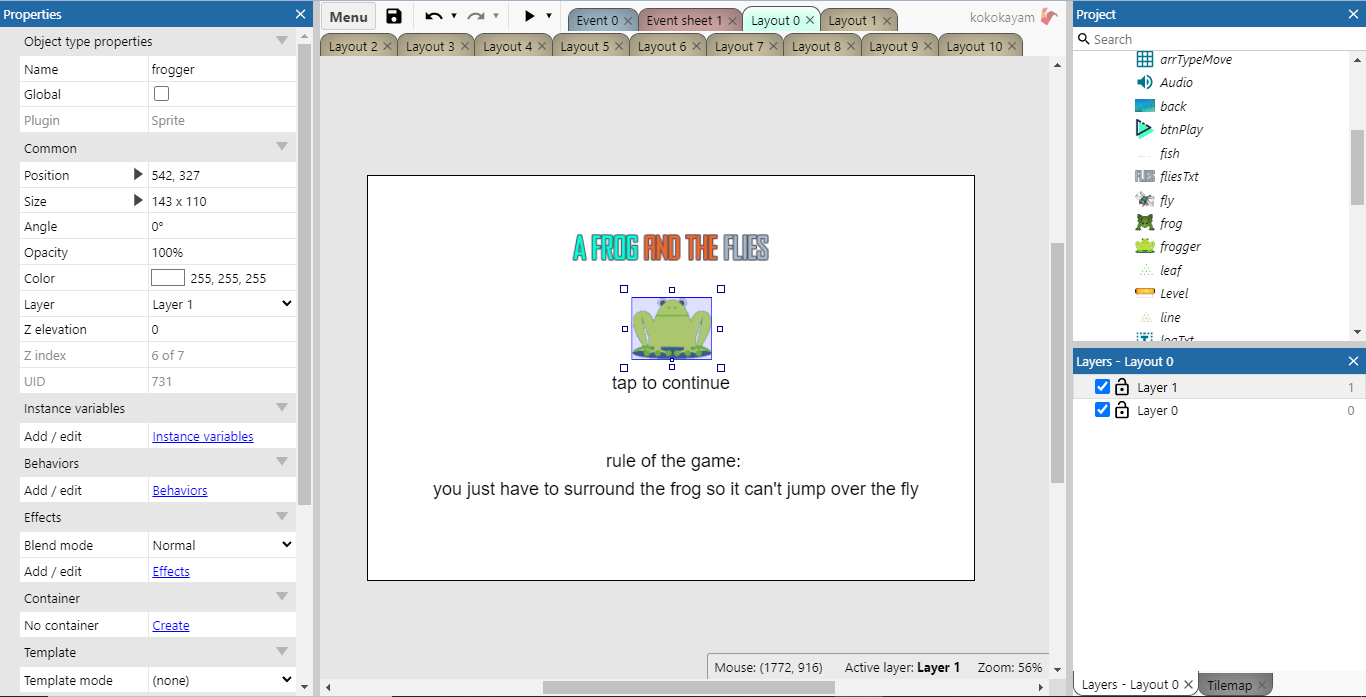 Properties
Object type properties
Name frogger
Global
Plugin Sprite
Common
Position 542, 327
Size 143 x 110
Angle 0°
Opacity 100%
Color 255, 255, 255
Layer Layer 1
Z elevation 0
Z index 6 of 7
UID 731
Instance variables
Add / edit Instance variables
Behaviors
Add / edit Behaviors
Effects
Blend mode Normal
Add / edit Effects
Container
No container Create
Template
Template mode (none)
Menu
Event 0 Event sheet 1 Layout 0 Layout 1
kokokayam
Layout 2 Layout 3 Layout 4 Layout 5 Layout 6 Layout 7 Layout 8 Layout 9 Layout 10
A FROG AND THE FLIES
tap to continue
rule of the game:
you just have to surround the frog so it can't jump over the fly
Mouse: (1772, 916) Active layer: Layer 1 Zoom: 56%
Project
Search
arrTypeMove
Audio
back
btnPlay
fish
fliesTxt
fly
frog
frogger
leaf
Level
line
Layers - Layout 0
Layer 1 1
Layer 0 0
Layers - Layout 0 Tilemap